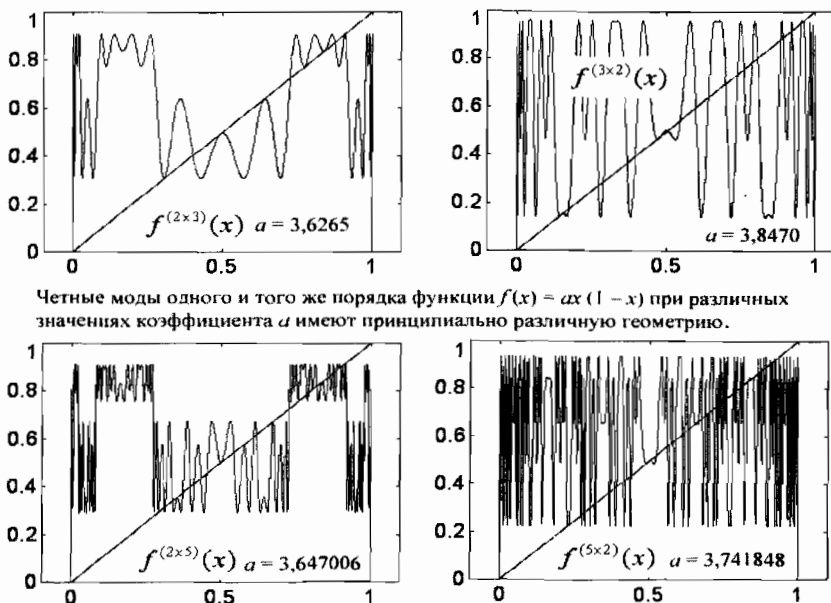 1
0.8
0.6
0.4
0.2
0
f^(2×3)(x) a = 3,6265
0 0.5 1
1
0.8
0.6
0.4
0.2
0
f^(3×2)(x)
a = 3,8470
0 0.5 1
Четные моды одного и того же порядка функции f(x) = ax (1 − x) при различных
значениях коэффициента a имеют принципиально различную геометрию.
1
0.8
0.6
0.4
0.2
0
f^(2×5)(x) a = 3,647006
0 0.5 1
1
0.8
0.6
0.4
0.2
0
f^(5×2)(x) a = 3,741848
0 0.5 1